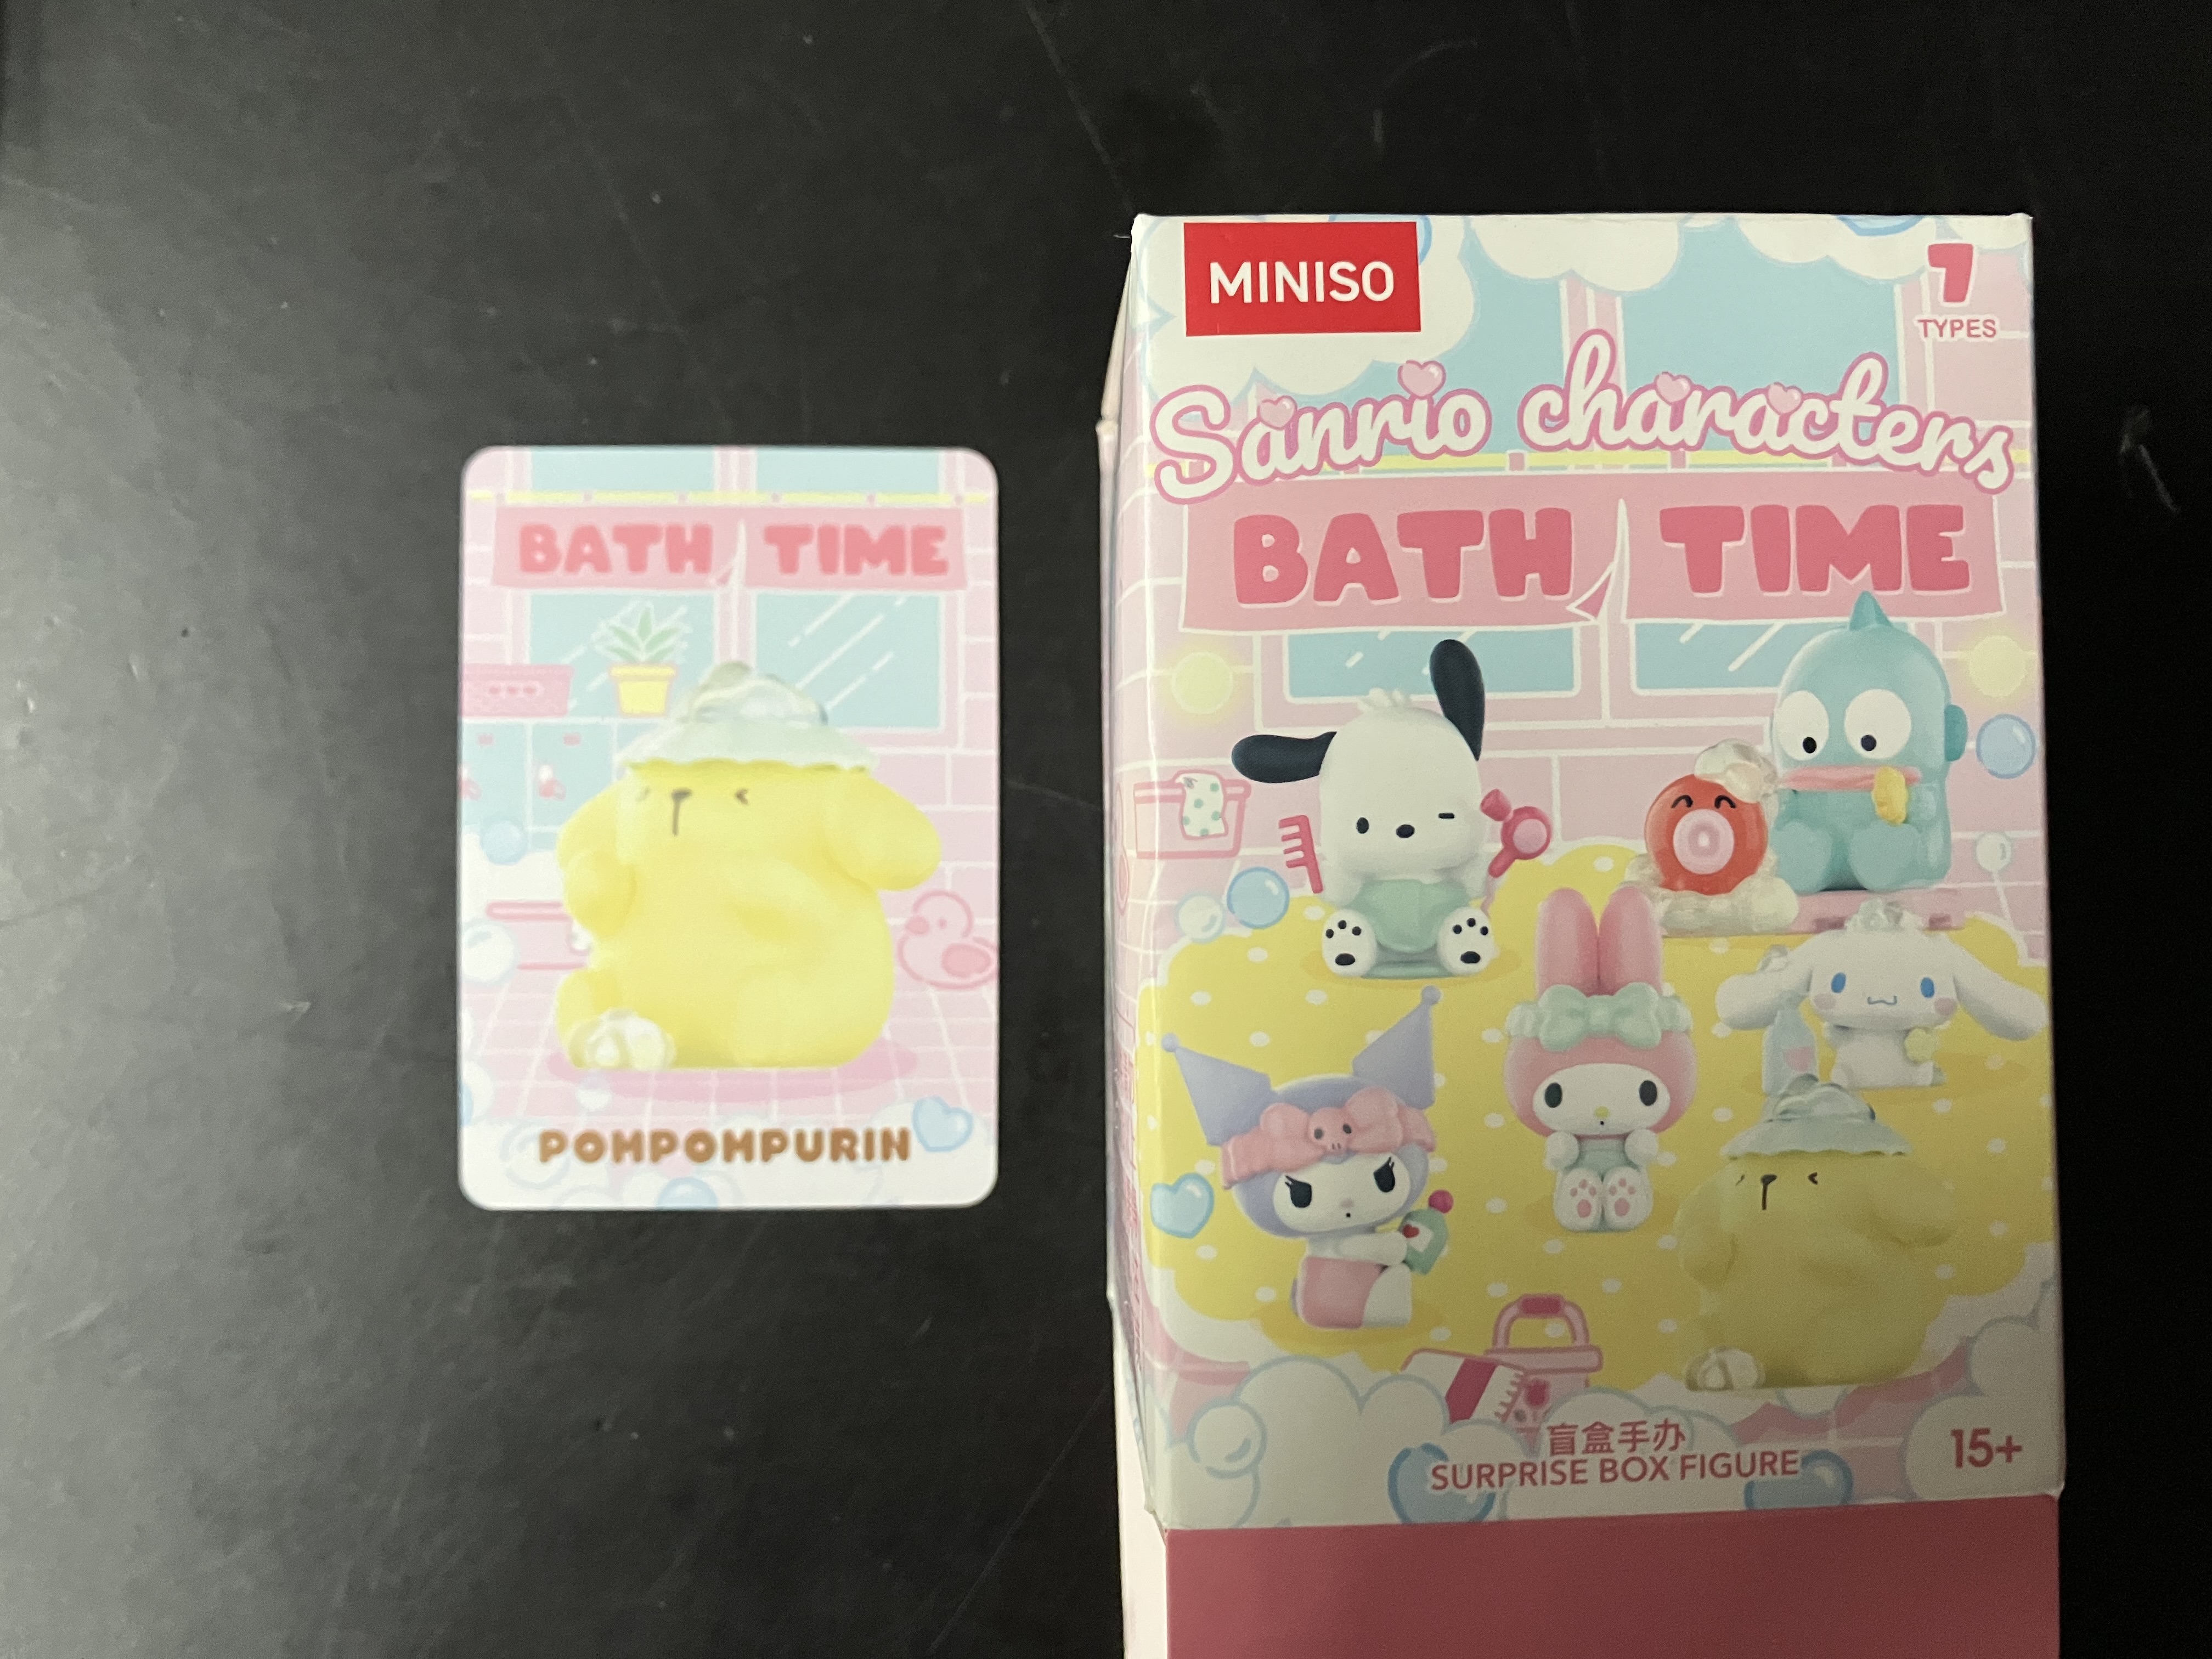 BATH TIME
POMPOMPURIN
MINISO
7
TYPES
Sanrio characters
BATH TIME
盲盒手办
SURPRISE BOX FIGURE
15+